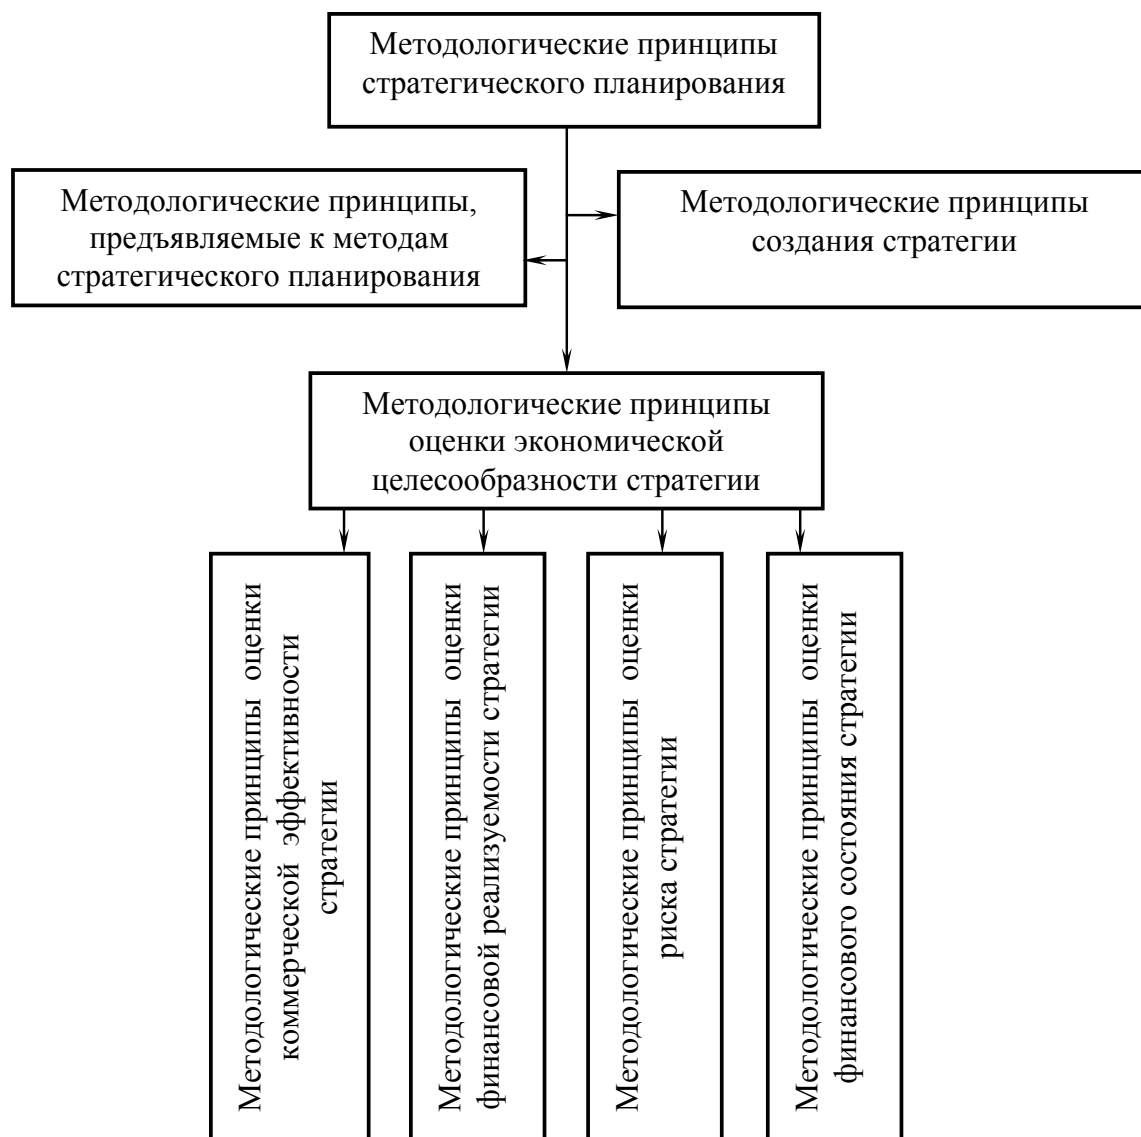 Методологические принципы
стратегического планирования
Методологические принципы,
предъявляемые к методам
стратегического планирования
Методологические принципы
создания стратегии
Методологические принципы
оценки экономической
целесообразности стратегии
Методологические принципы оценки
коммерческой эффективности
стратегии
Методологические принципы оценки
финансовой реализуемости стратегии
Методологические принципы оценки
риска стратегии
Методологические принципы оценки
финансового состояния стратегии